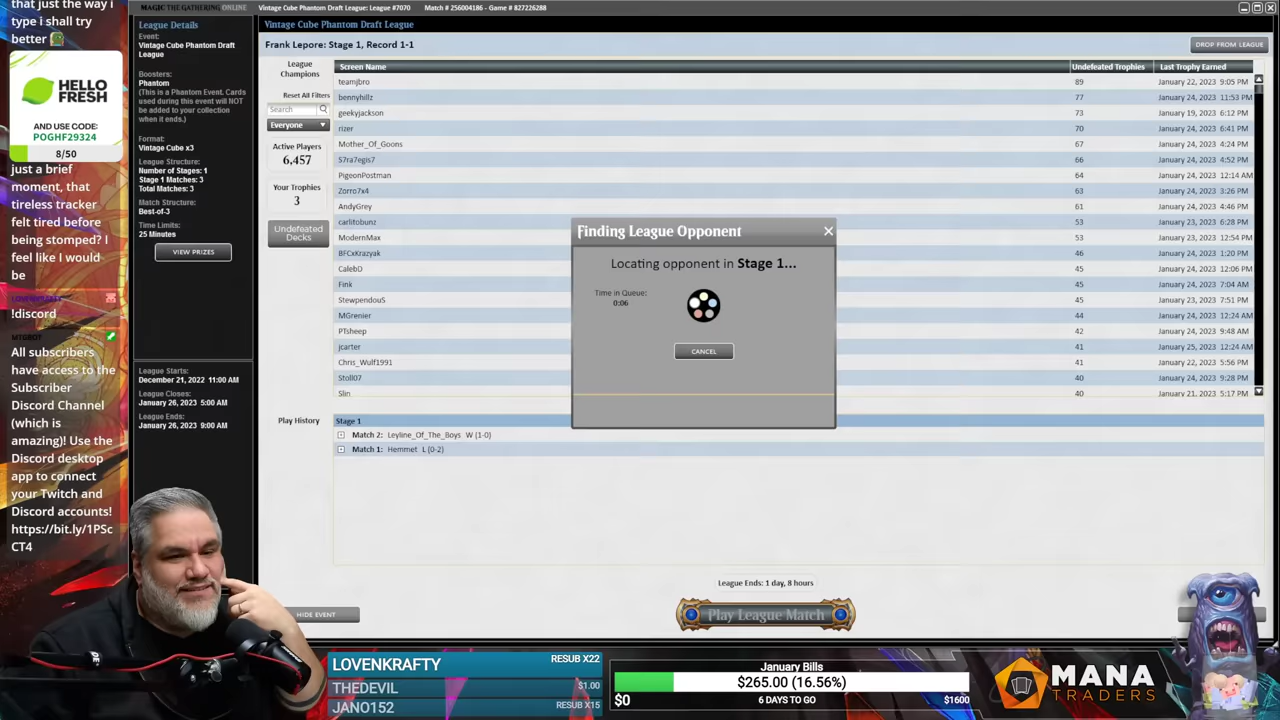 that just the way i
type i shall try
better
HELLO
FRESH
AND USE CODE:
POGHF29324
8/50
just a brief
moment, that
tireless tracker
felt tired before
being stomped? I
feel like I would
be
!discord
All subscribers
have access to the
Subscriber
Discord Channel
(which is
amazing)! Use the
Discord desktop
app to connect
your Twitch and
Discord accounts!
https://bit.ly/1PSc
CT4
MAGIC THE GATHERING ONLINE
Vintage Cube Phantom Draft League: League #7070
Match # 256004186 - Game # 827226288
League Details
Event:
Vintage Cube Phantom Draft
League
Boosters:
Phantom
(This is a Phantom Event. Cards
used during this event will NOT
be added to your collection
when it ends.)
Format:
Vintage Cube x3
League Structure:
Number of Stages: 1
Stage 1 Matches: 3
Total Matches: 3
Match Structure:
Best-of-3
Time Limits:
25 Minutes
VIEW PRIZES
League Starts:
December 21, 2022 11:00 AM
League Closes:
January 26, 2023 5:00 AM
League Ends:
January 26, 2023 9:00 AM
Vintage Cube Phantom Draft League
Frank Lepore: Stage 1, Record 1-1
DROP FROM LEAGUE
League
Champions
Reset All Filters
Search
Everyone
Active Players
6,457
Your Trophies
3
Undefeated
Decks
Screen Name Undefeated Trophies Last Trophy Earned
teamjbro 89 January 22, 2023 9:05 PM
bennyhillz 77 January 24, 2023 11:53 PM
geekyjackson 73 January 19, 2023 6:12 PM
rizer 70 January 24, 2023 6:41 PM
Mother_Of_Goons 67 January 24, 2023 4:24 PM
S7ra7egis7 66 January 24, 2023 4:52 PM
PigeonPostman 64 January 24, 2023 12:14 AM
Zorro7x4 63 January 24, 2023 3:26 PM
AndyGrey 61 January 24, 2023 4:46 PM
carlitobunz 53 January 24, 2023 6:28 PM
ModernMax 53 January 24, 2023 12:54 PM
BFCxKrazyak 46 January 24, 2023 1:20 PM
CalebD 45 January 24, 2023 12:06 PM
Fink 45 January 24, 2023 7:04 AM
StewpendouS 45 January 23, 2023 7:51 PM
MGrenier 44 January 24, 2023 12:24 AM
PTsheep 42 January 24, 2023 9:48 AM
jcarter 41 January 25, 2023 12:24 AM
Chris_Wulf1991 41 January 22, 2023 5:56 PM
Stoll07 40 January 24, 2023 9:28 PM
Slin 40 January 21, 2023 5:17 PM
Finding League Opponent
Locating opponent in Stage 1...
Time in Queue:
0:06
CANCEL
Play History
Stage 1
Match 2: Leyline_Of_The_Boys W (1-0)
Match 1: Hemmet L (0-2)
League Ends: 1 day, 8 hours
HIDE EVENT
Play League Match
LOVENKRAFTY RESUB X22
THEDEVIL $1.00
JANO152 RESUB X15
January Bills
$265.00 (16.56%)
$0 6 DAYS TO GO $1600
MANA
TRADERS